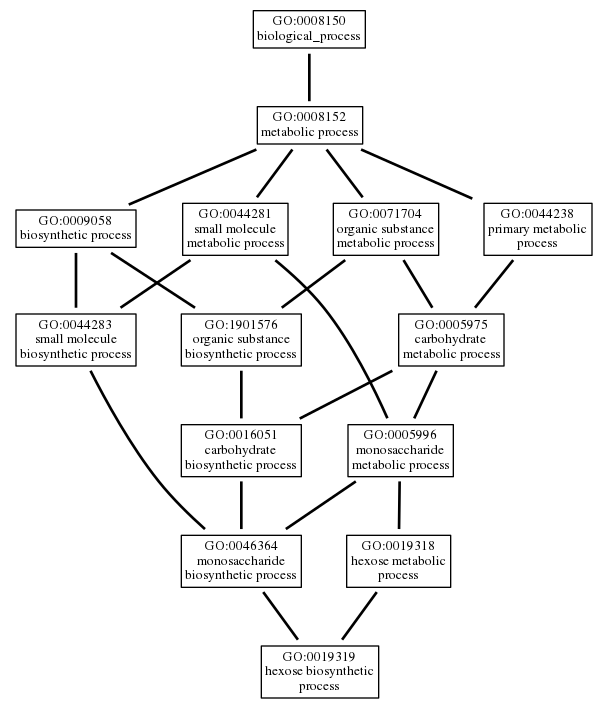 GO:0008150
biological_process
GO:0008152
metabolic process
GO:0009058
biosynthetic process
GO:0044281
small molecule
metabolic process
GO:0071704
organic substance
metabolic process
GO:0044238
primary metabolic
process
GO:0044283
small molecule
biosynthetic process
GO:1901576
organic substance
biosynthetic process
GO:0005975
carbohydrate
metabolic process
GO:0016051
carbohydrate
biosynthetic process
GO:0005996
monosaccharide
metabolic process
GO:0046364
monosaccharide
biosynthetic process
GO:0019318
hexose metabolic
process
GO:0019319
hexose biosynthetic
process